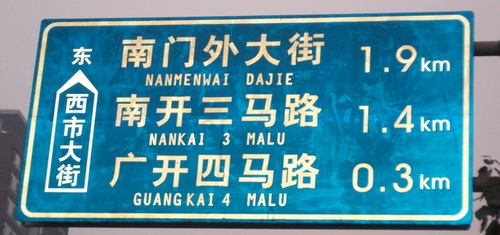 东
西市大街
南门外大街 1.9km
NANMENWAI DAJIE
南开三马路 1.4km
NANKAI 3 MALU
广开四马路 0.3km
GUANGKAI 4 MALU